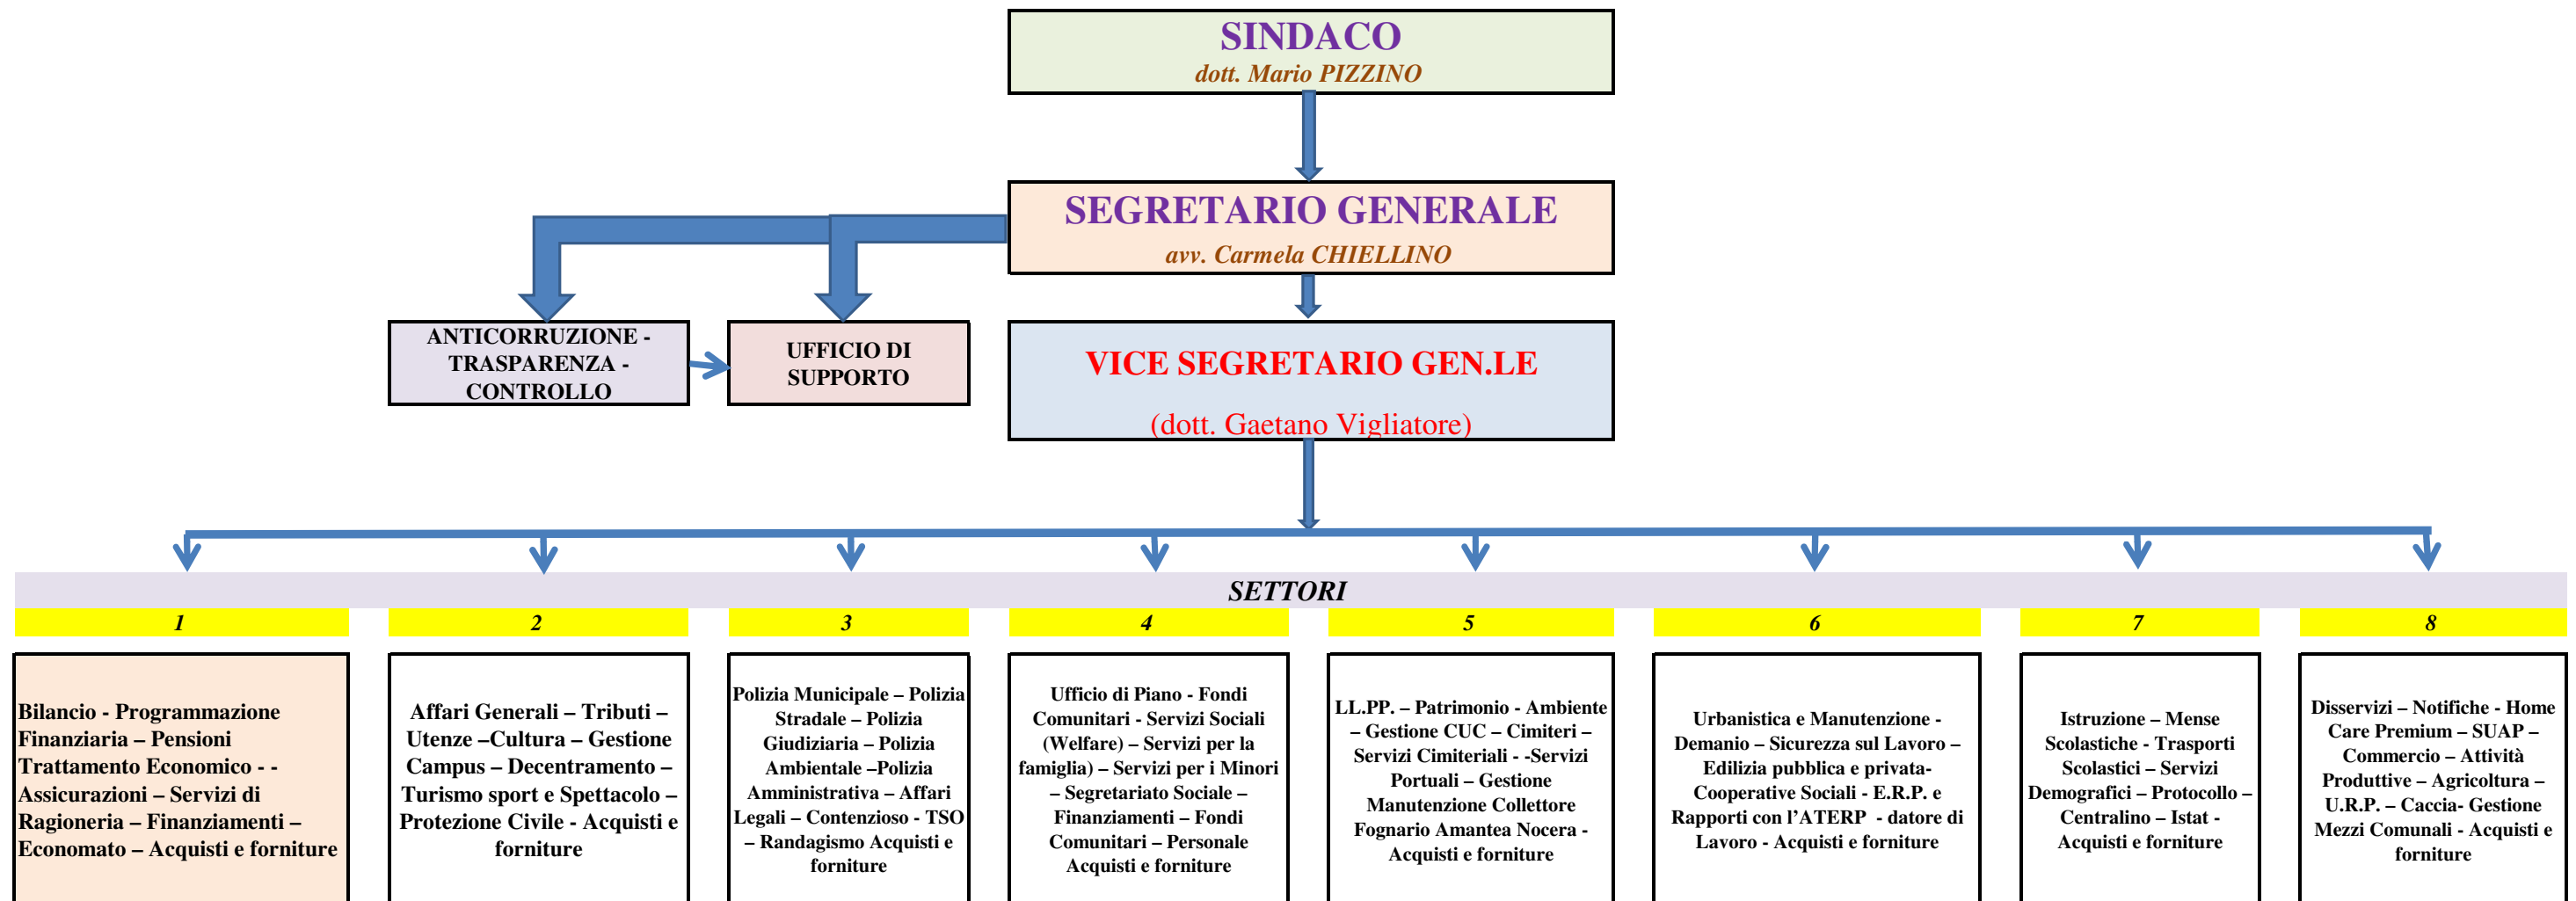 SINDACO
dott. Mario PIZZINO
SEGRETARIO GENERALE
avv. Carmela CHIELLINO
ANTICORRUZIONE -
TRASPARENZA -
CONTROLLO
UFFICIO DI
SUPPORTO
VICE SEGRETARIO GEN.LE
(dott. Gaetano Vigliatore)
SETTORI
1
2
3
4
5
6
7
8
Bilancio - Programmazione
Finanziaria – Pensioni
Trattamento Economico - -
Assicurazioni – Servizi di
Ragioneria – Finanziamenti –
Economato – Acquisti e forniture
Affari Generali – Tributi –
Utenze –Cultura – Gestione
Campus – Decentramento –
Turismo sport e Spettacolo –
Protezione Civile - Acquisti e
forniture
Polizia Municipale – Polizia
Stradale – Polizia
Giudiziaria – Polizia
Ambientale –Polizia
Amministrativa – Affari
Legali – Contenzioso - TSO
– Randagismo Acquisti e
forniture
Ufficio di Piano - Fondi
Comunitari - Servizi Sociali
(Welfare) – Servizi per la
famiglia) – Servizi per i Minori
– Segretariato Sociale –
Finanziamenti – Fondi
Comunitari – Personale
Acquisti e forniture
LL.PP. – Patrimonio - Ambiente
– Gestione CUC – Cimiteri –
Servizi Cimiteriali - -Servizi
Portuali – Gestione
Manutenzione Collettore
Fognario Amantea Nocera -
Acquisti e forniture
Urbanistica e Manutenzione -
Demanio – Sicurezza sul Lavoro –
Edilizia pubblica e privata-
Cooperative Sociali - E.R.P. e
Rapporti con l’ATERP - datore di
Lavoro - Acquisti e forniture
Istruzione – Mense
Scolastiche - Trasporti
Scolastici – Servizi
Demografici – Protocollo –
Centralino – Istat -
Acquisti e forniture
Disservizi – Notifiche - Home
Care Premium – SUAP –
Commercio – Attività
Produttive – Agricoltura –
U.R.P. – Caccia- Gestione
Mezzi Comunali - Acquisti e
forniture